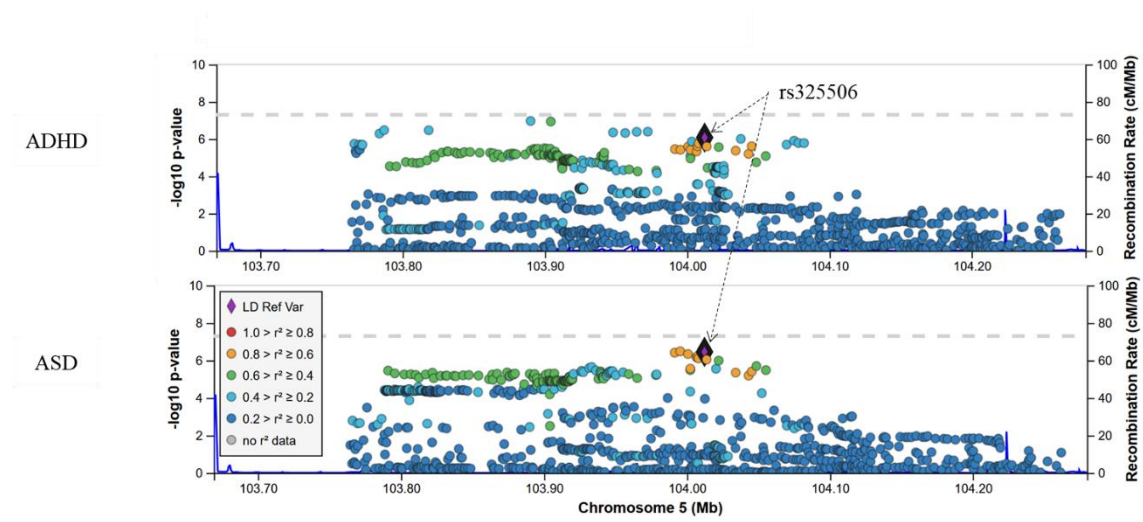 ADHD
-log10 p-value
10
8
6
4
2
0
rs325506
100
80
60
40
20
0
Recombination Rate (cM/Mb)
103.70 103.80 103.90 104.00 104.10 104.20
ASD
-log10 p-value
10
8
6
4
2
0
LD Ref Var
1.0 > r² ≥ 0.8
0.8 > r² ≥ 0.6
0.6 > r² ≥ 0.4
0.4 > r² ≥ 0.2
0.2 > r² ≥ 0.0
no r² data
100
80
60
40
20
0
Recombination Rate (cM/Mb)
103.70 103.80 103.90 104.00 104.10 104.20
Chromosome 5 (Mb)